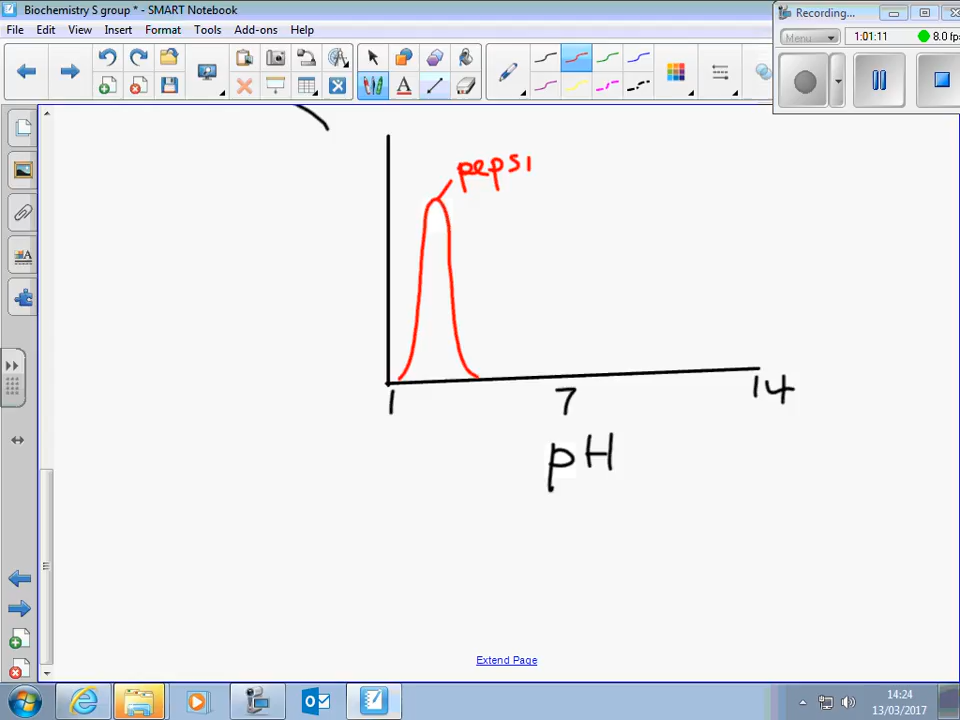 Biochemistry S group * - SMART Notebook
Recording...
File Edit View Insert Format Tools Add-ons Help
Menu
1:01:11
8.0 fp
A
pepsi
1
7
14
pH
Extend Page
14:24
13/03/2017